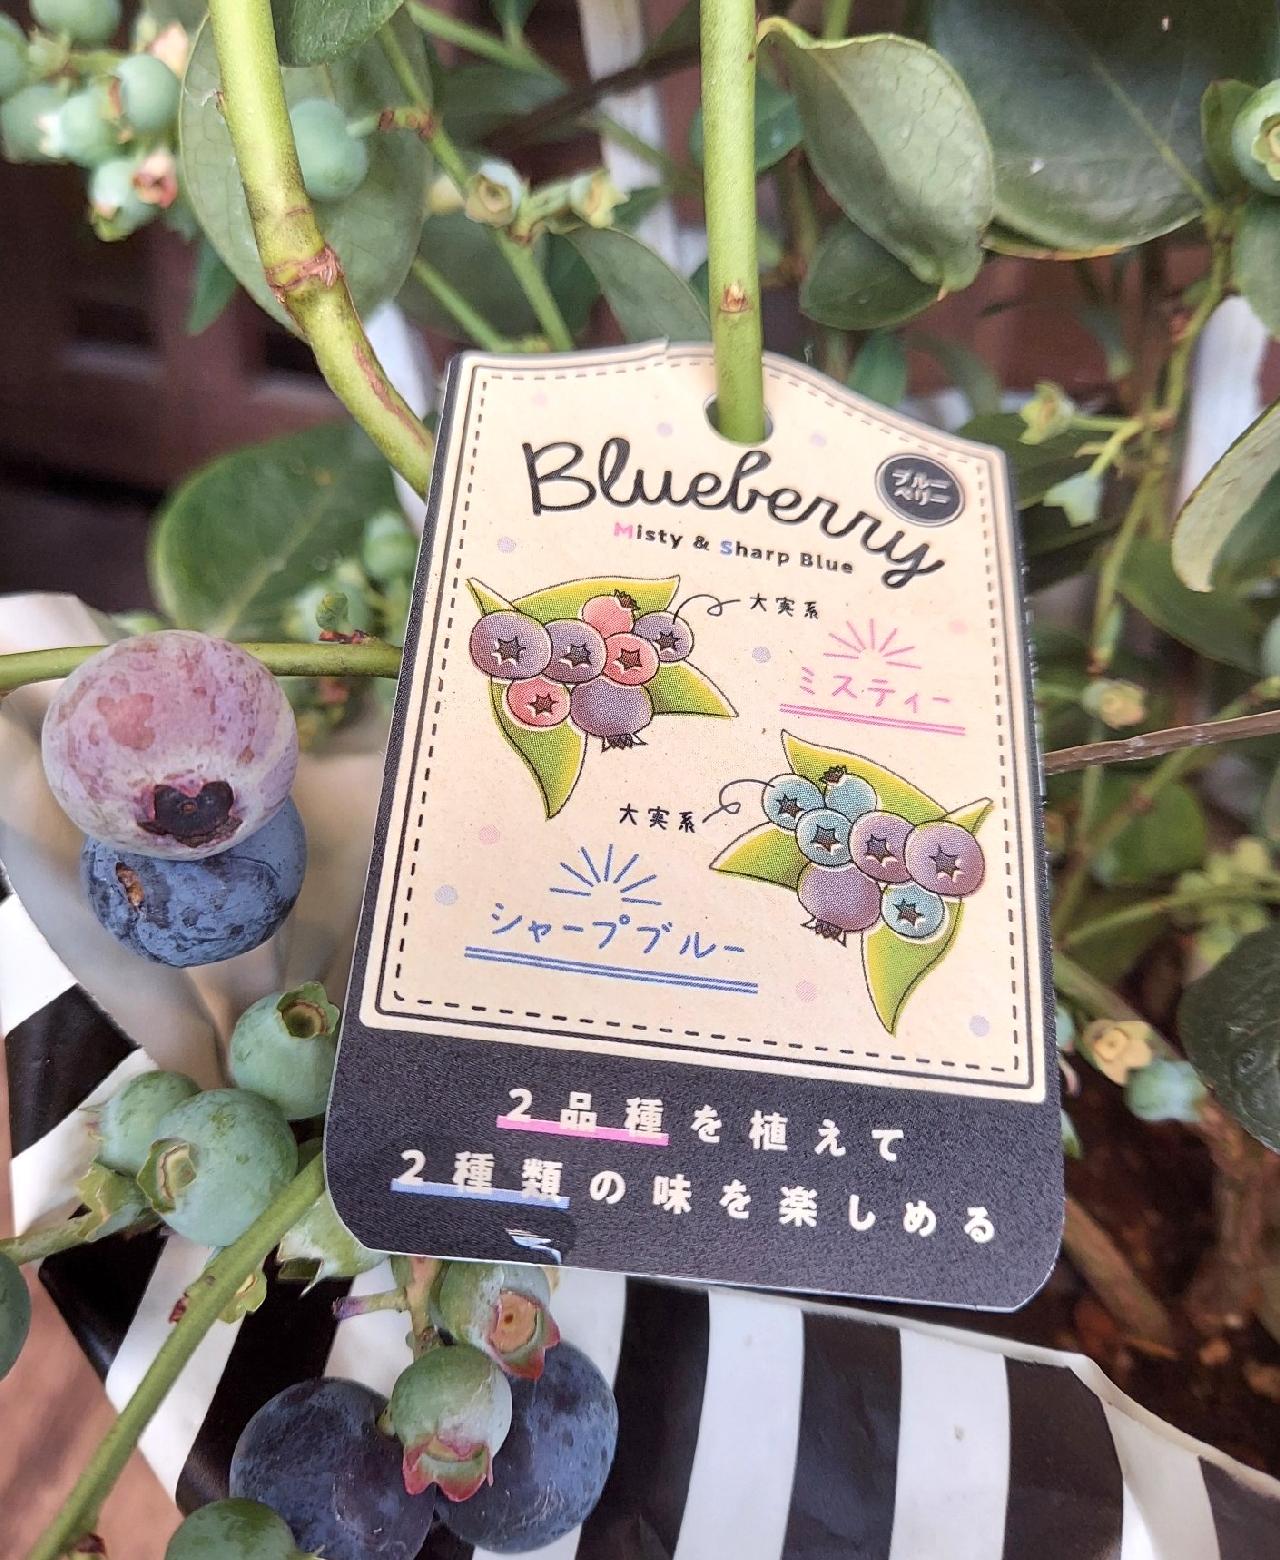 Blueberry
ブルー
ベリー
Misty & Sharp Blue
大実系
ミスティー
大実系
シャープブルー
2品種を植えて
2種類の味を楽しめる